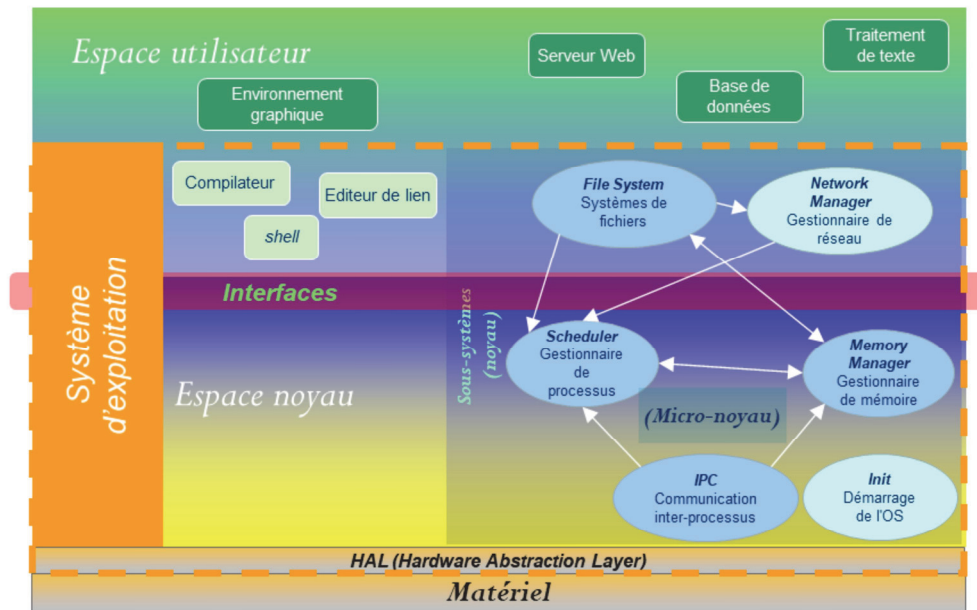 Espace utilisateur
Serveur Web
Traitement
de texte
Environnement
graphique
Base de
données
Système
d'exploitation
Compilateur
Editeur de lien
shell
File System
Systèmes de
fichiers
Network
Manager
Gestionnaire de
réseau
Interfaces
Sous-systèmes
(noyau)
Espace noyau
Scheduler
Gestionnaire
de
processus
Memory
Manager
Gestionnaire
de mémoire
(Micro-noyau)
IPC
Communication
inter-processus
Init
Démarrage
de l'OS
HAL (Hardware Abstraction Layer)
Matériel